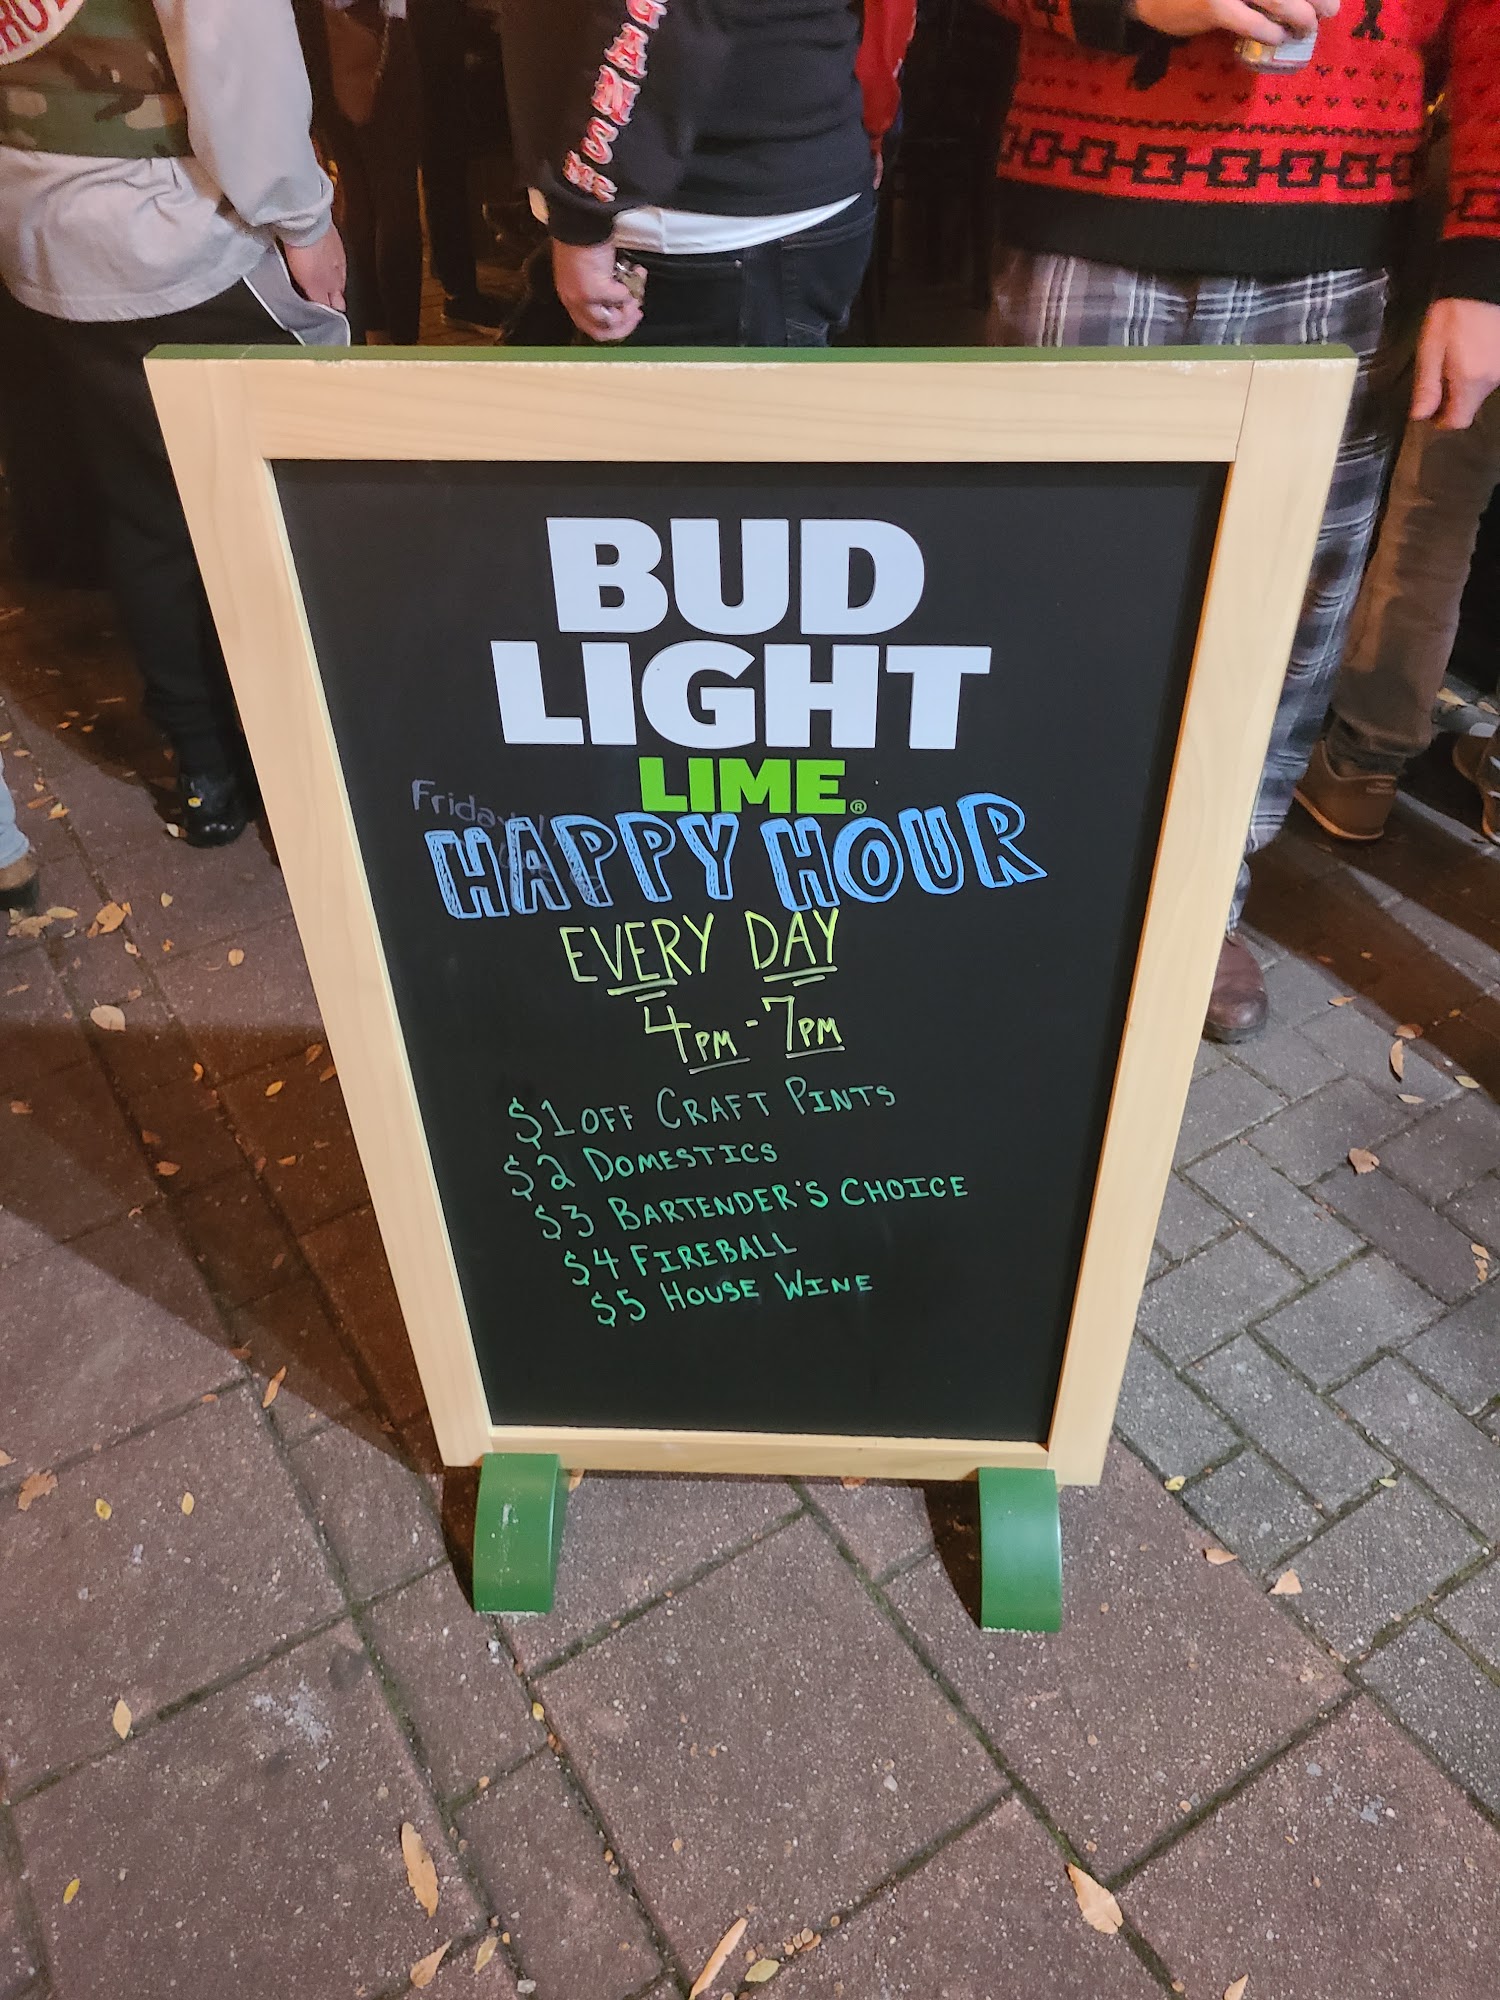 BUD
LIGHT
LIME®
Friday
HAPPY HOUR
EVERY DAY
4PM-7PM
$1 OFF CRAFT PINTS
$2 DOMESTICS
$3 BARTENDER'S CHOICE
$4 FIREBALL
$5 HOUSE WINE